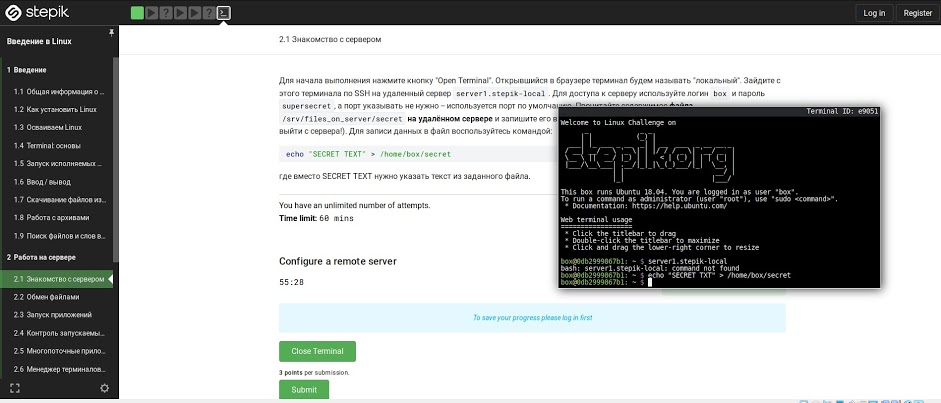 stepik
Log in
Register
Введение в Linux
2.1 Знакомство с сервером
1 Введение
1.1 Общая информация о ...
1.2 Как установить Linux
1.3 Осваиваем Linux
1.4 Terminal: основы
1.5 Запуск исполняемых ...
1.6 Ввод / вывод
1.7 Скачивание файлов из...
1.8 Работа с архивами
1.9 Поиск файлов и слов в...
2 Работа на сервере
2.1 Знакомство с сервером
2.2 Обмен файлами
2.3 Запуск приложений
2.4 Контроль запускаемы...
2.5 Многопоточные прило...
2.6 Менеджер терминалов...
Для начала выполнения нажмите кнопку "Open Terminal". Открывшийся в браузере терминал будем называть "локальный". Зайдите с
этого терминала по SSH на удаленный сервер server1.stepik-local . Для доступа к серверу используйте логин box и пароль
supersecret , а порт указывать не нужно – используется порт по умолчанию. Прочитайте содержимое файла
/srv/files_on_server/secret на удалённом сервере и запишите его в
выйти с сервера!). Для записи данных в файл воспользуйтесь командой:
echo "SECRET TEXT" > /home/box/secret
где вместо SECRET TEXT нужно указать текст из заданного файла.
You have an unlimited number of attempts.
Time limit: 60 mins
Configure a remote server
55:28
To save your progress please log in first
Close Terminal
3 points per submission.
Submit
Terminal ID: e9051
Welcome to Linux Challenge on
stepik.org
This box runs Ubuntu 18.04. You are logged in as user "box".
To run a command as administrator (user "root"), use "sudo <command>".
* Documentation: https://help.ubuntu.com/
Web terminal usage
==================
* Click the titlebar to drag
* Double-click the titlebar to maximize
* Click and drag the lower-right corner to resize
box@0db2999867b1: ~ $ server1.stepik-local
bash: server1.stepik-local: command not found
box@0db2999867b1: ~ $ echo "SECRET TXT" > /home/box/secret
box@0db2999867b1: ~ $